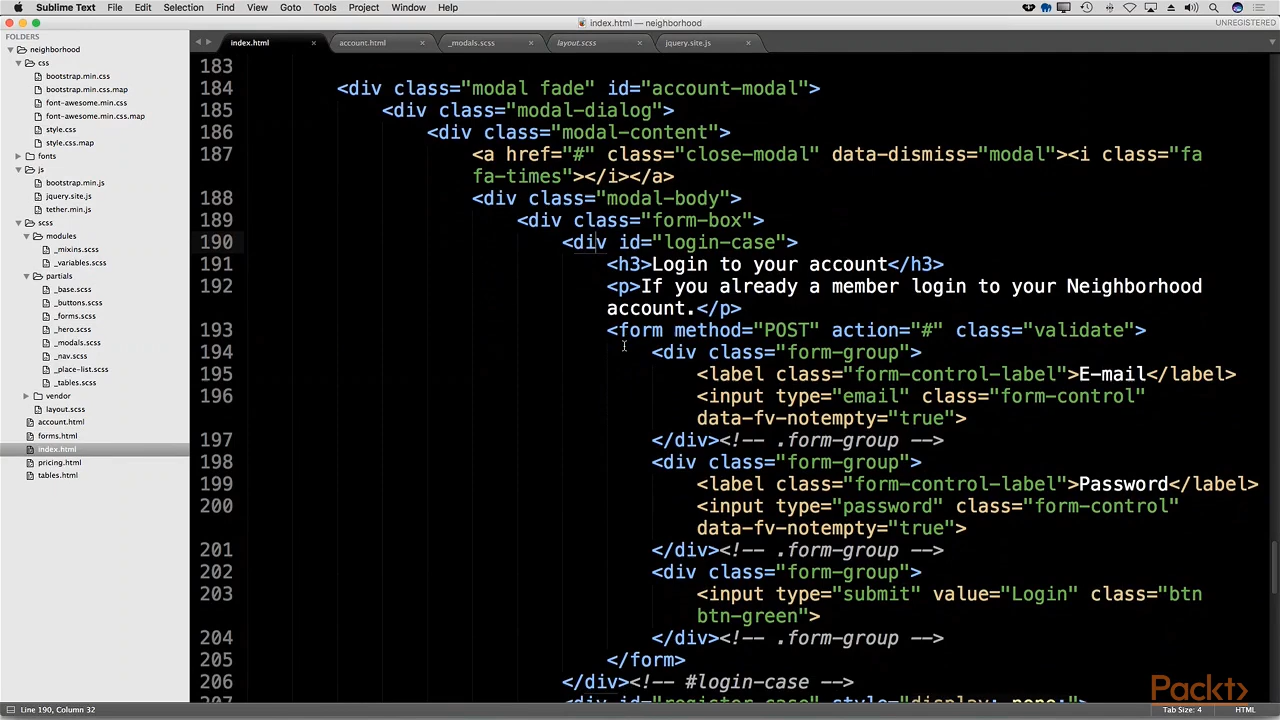 Sublime Text File Edit Selection Find View Goto Tools Project Window Help
index.html — neighborhood
UNREGISTERED
FOLDERS
neighborhood
css
bootstrap.min.css
bootstrap.min.css.map
font-awesome.min.css
font-awesome.min.css.map
style.css
style.css.map
fonts
js
bootstrap.min.js
jquery.site.js
tether.min.js
scss
modules
_mixins.scss
_variables.scss
partials
_base.scss
_buttons.scss
_forms.scss
_hero.scss
_modals.scss
_nav.scss
_place-list.scss
_tables.scss
vendor
layout.scss
account.html
forms.html
index.html
pricing.html
tables.html
index.html account.html _modals.scss layout.scss jquery.site.js
183
184 <div class="modal fade" id="account-modal">
185 <div class="modal-dialog">
186 <div class="modal-content">
187 <a href="#" class="close-modal" data-dismiss="modal"><i class="fa
fa-times"></i></a>
188 <div class="modal-body">
189 <div class="form-box">
190 <div id="login-case">
191 <h3>Login to your account</h3>
192 <p>If you already a member login to your Neighborhood
account.</p>
193 <form method="POST" action="#" class="validate">
194 <div class="form-group">
195 <label class="form-control-label">E-mail</label>
196 <input type="email" class="form-control"
data-fv-notempty="true">
197 </div><!-- .form-group -->
198 <div class="form-group">
199 <label class="form-control-label">Password</label>
200 <input type="password" class="form-control"
data-fv-notempty="true">
201 </div><!-- .form-group -->
202 <div class="form-group">
203 <input type="submit" value="Login" class="btn
btn-green">
204 </div><!-- .form-group -->
205 </form>
206 </div><!-- #login-case -->
207 <div id="register-case" style="display: none;">
Packt>
Line 190, Column 32
Tab Size: 4 HTML